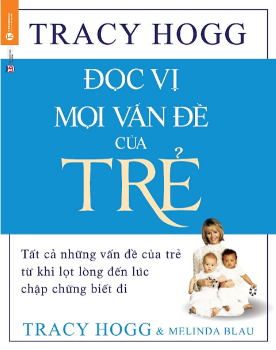 TRACY HOGG
ĐỌC VỊ
MỌI VẤN ĐỀ
CỦA
TRẺ
Tất cả những vấn đề của trẻ
từ khi lọt lòng đến lúc
chập chững biết đi
TRACY HOGG & MELINDA BLAU